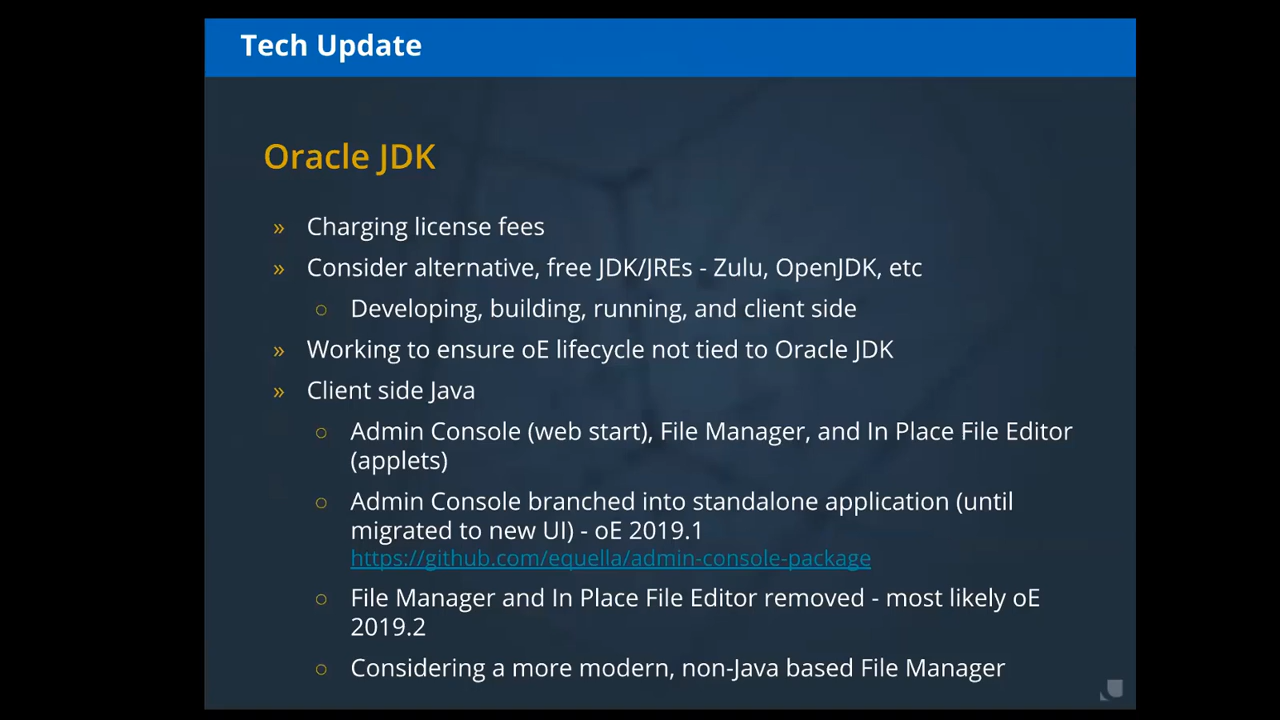 Tech Update
Oracle JDK
» Charging license fees
» Consider alternative, free JDK/JREs - Zulu, OpenJDK, etc
○ Developing, building, running, and client side
» Working to ensure oE lifecycle not tied to Oracle JDK
» Client side Java
○ Admin Console (web start), File Manager, and In Place File Editor
(applets)
○ Admin Console branched into standalone application (until
migrated to new UI) - oE 2019.1
https://github.com/equella/admin-console-package
○ File Manager and In Place File Editor removed - most likely oE
2019.2
○ Considering a more modern, non-Java based File Manager